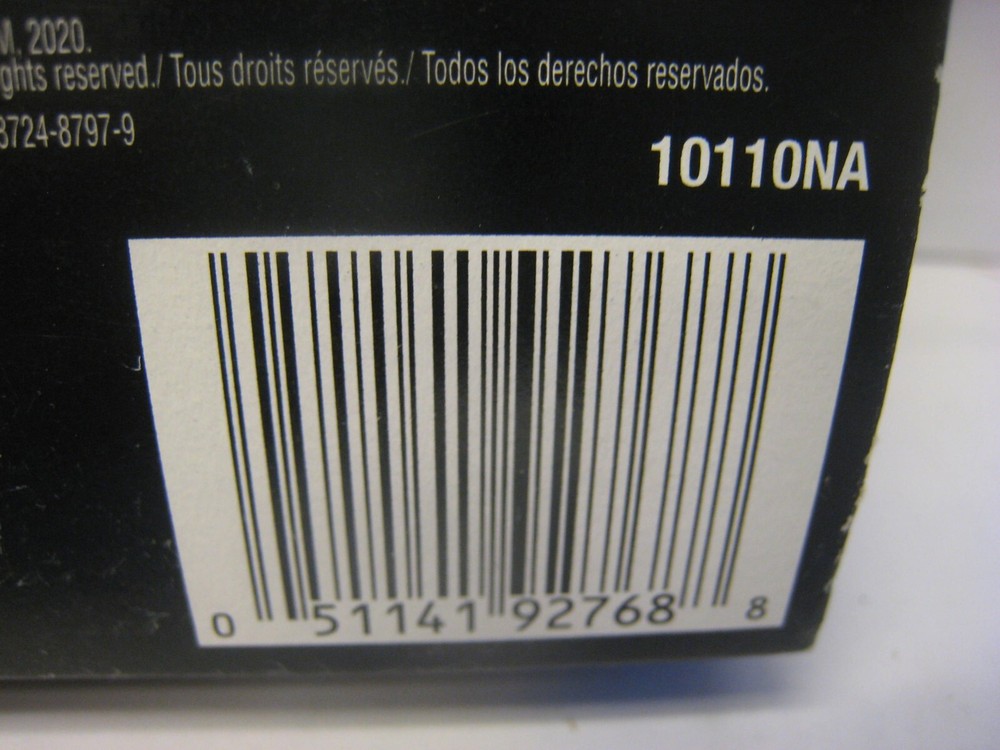 M. 2020.
ghts reserved./ Tous droits réservés./ Todos los derechos reservados.
8724-8797-9
10110NA
0 51141 92768 8